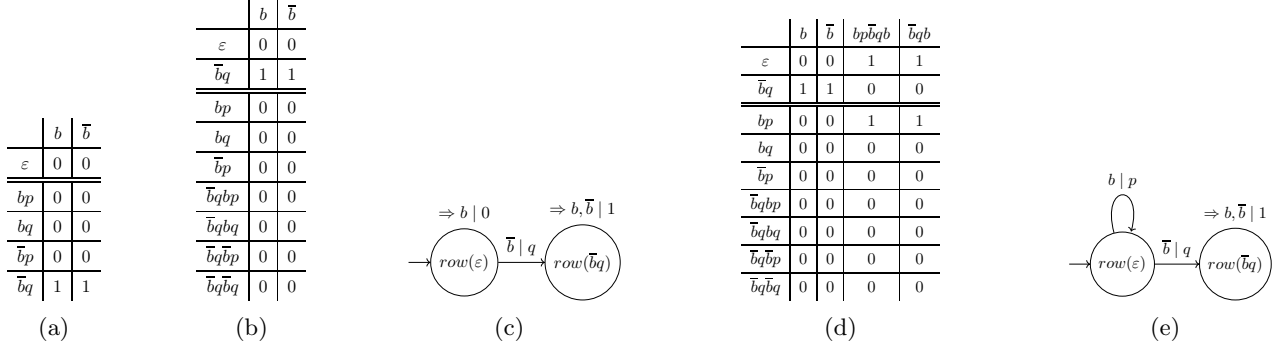 b b̅
ε 0 0
bp 0 0
bq 0 0
b̅p 0 0
b̅q 1 1
(a)
b b̅
ε 0 0
b̅q 1 1
bp 0 0
bq 0 0
b̅p 0 0
b̅qbp 0 0
b̅qbq 0 0
b̅qb̅p 0 0
b̅qb̅q 0 0
(b)
⇒ b | 0
⇒ b, b̅ | 1
row(ε)
b̅ | q
row(b̅q)
(c)
b b̅ bpb̅qb b̅qb
ε 0 0 1 1
b̅q 1 1 0 0
bp 0 0 1 1
bq 0 0 0 0
b̅p 0 0 0 0
b̅qbp 0 0 0 0
b̅qbq 0 0 0 0
b̅qb̅p 0 0 0 0
b̅qb̅q 0 0 0 0
(d)
b | p
⇒ b, b̅ | 1
row(ε)
b̅ | q
row(b̅q)
(e)